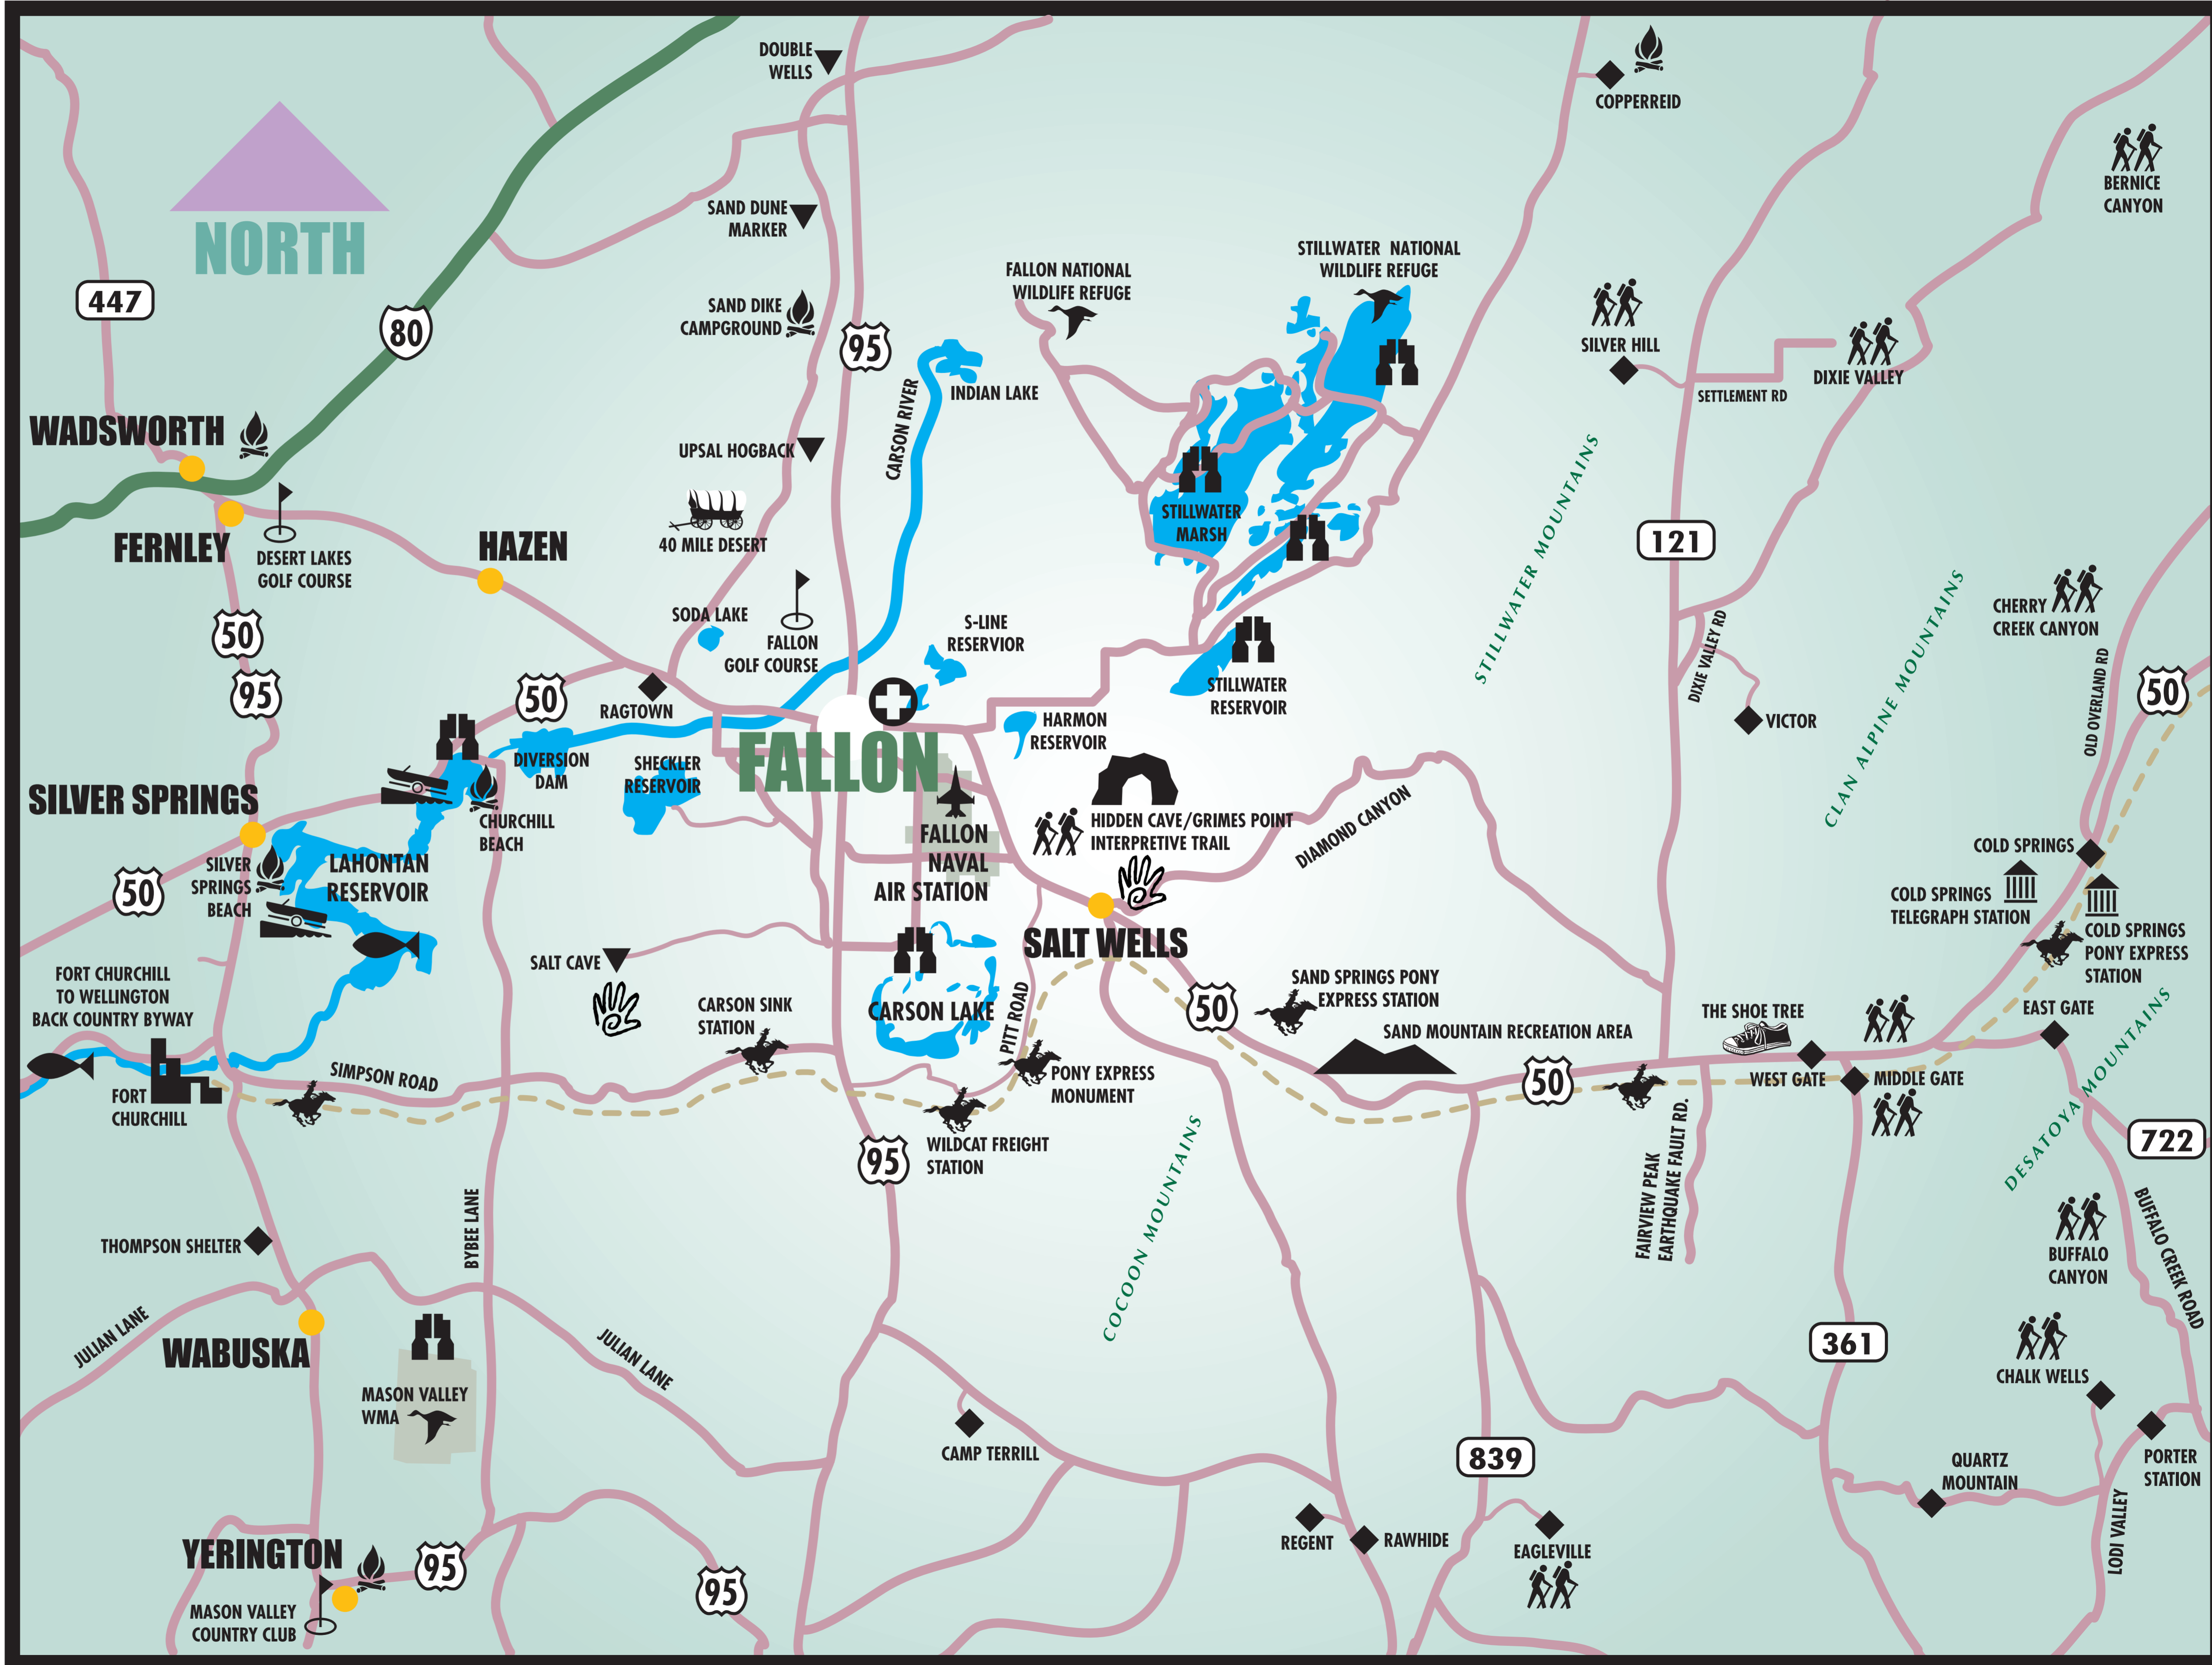 DOUBLE
WELLS
COPPERREID
BERNICE
CANYON
NORTH
SAND DUNE
MARKER
447
80
95
SAND DIKE
CAMPGROUND
FALLON NATIONAL
WILDLIFE REFUGE
STILLWATER NATIONAL
WILDLIFE REFUGE
SILVER HILL
DIXIE VALLEY
SETTLEMENT RD
INDIAN LAKE
CARSON RIVER
WADSWORTH
UPSAL HOGBACK
STILLWATER
MARSH
STILLWATER MOUNTAINS
FERNLEY
DESERT LAKES
GOLF COURSE
HAZEN
40 MILE DESERT
121
CHERRY
CREEK CANYON
50
95
SODA LAKE
FALLON
GOLF COURSE
S-LINE
RESERVIOR
STILLWATER
RESERVOIR
DIXIE VALLEY RD
VICTOR
CLAN ALPINE MOUNTAINS
OLD OVERLAND RD
50
50
RAGTOWN
HARMON
RESERVOIR
FALLON
DIVERSION
DAM
SHECKLER
RESERVOIR
SILVER SPRINGS
CHURCHILL
BEACH
FALLON
NAVAL
AIR STATION
HIDDEN CAVE/GRIMES POINT
INTERPRETIVE TRAIL
DIAMOND CANYON
COLD SPRINGS
SILVER
SPRINGS
BEACH
LAHONTAN
RESERVOIR
50
COLD SPRINGS
TELEGRAPH STATION
COLD SPRINGS
PONY EXPRESS
STATION
SALT WELLS
SALT CAVE
FORT CHURCHILL
TO WELLINGTON
BACK COUNTRY BYWAY
CARSON SINK
STATION
CARSON LAKE
PITT ROAD
50
SAND SPRINGS PONY
EXPRESS STATION
SAND MOUNTAIN RECREATION AREA
THE SHOE TREE
EAST GATE
SIMPSON ROAD
FORT
CHURCHILL
PONY EXPRESS
MONUMENT
50
WEST GATE
MIDDLE GATE
DESATOYA MOUNTAINS
WILDCAT FREIGHT
STATION
95
722
FAIRVIEW PEAK
EARTHQUAKE FAULT RD.
COCOON MOUNTAINS
BYBEE LANE
THOMPSON SHELTER
BUFFALO
CANYON
BUFFALO CREEK ROAD
JULIAN LANE
WABUSKA
JULIAN LANE
361
CHALK WELLS
MASON VALLEY
WMA
CAMP TERRILL
839
QUARTZ
MOUNTAIN
PORTER
STATION
LODI VALLEY
REGENT
RAWHIDE
EAGLEVILLE
YERINGTON
95
95
MASON VALLEY
COUNTRY CLUB